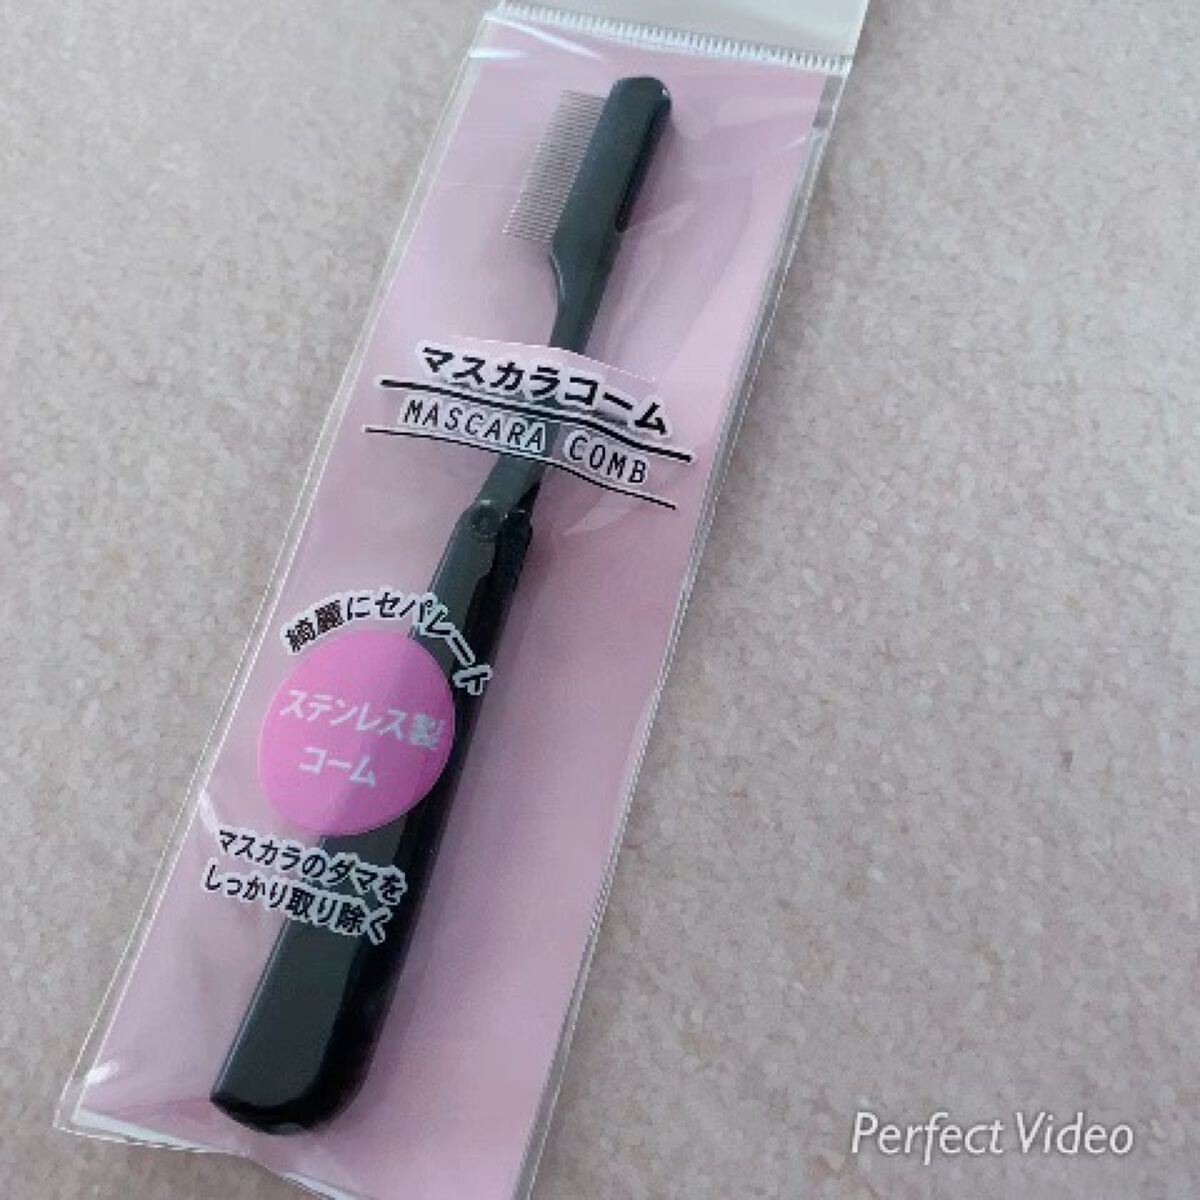 マスカラコーム
MASCARA COMB
綺麗にセパレート
ステンレス製
コーム
マスカラのダマを
しっかり取り除く
Perfect Video